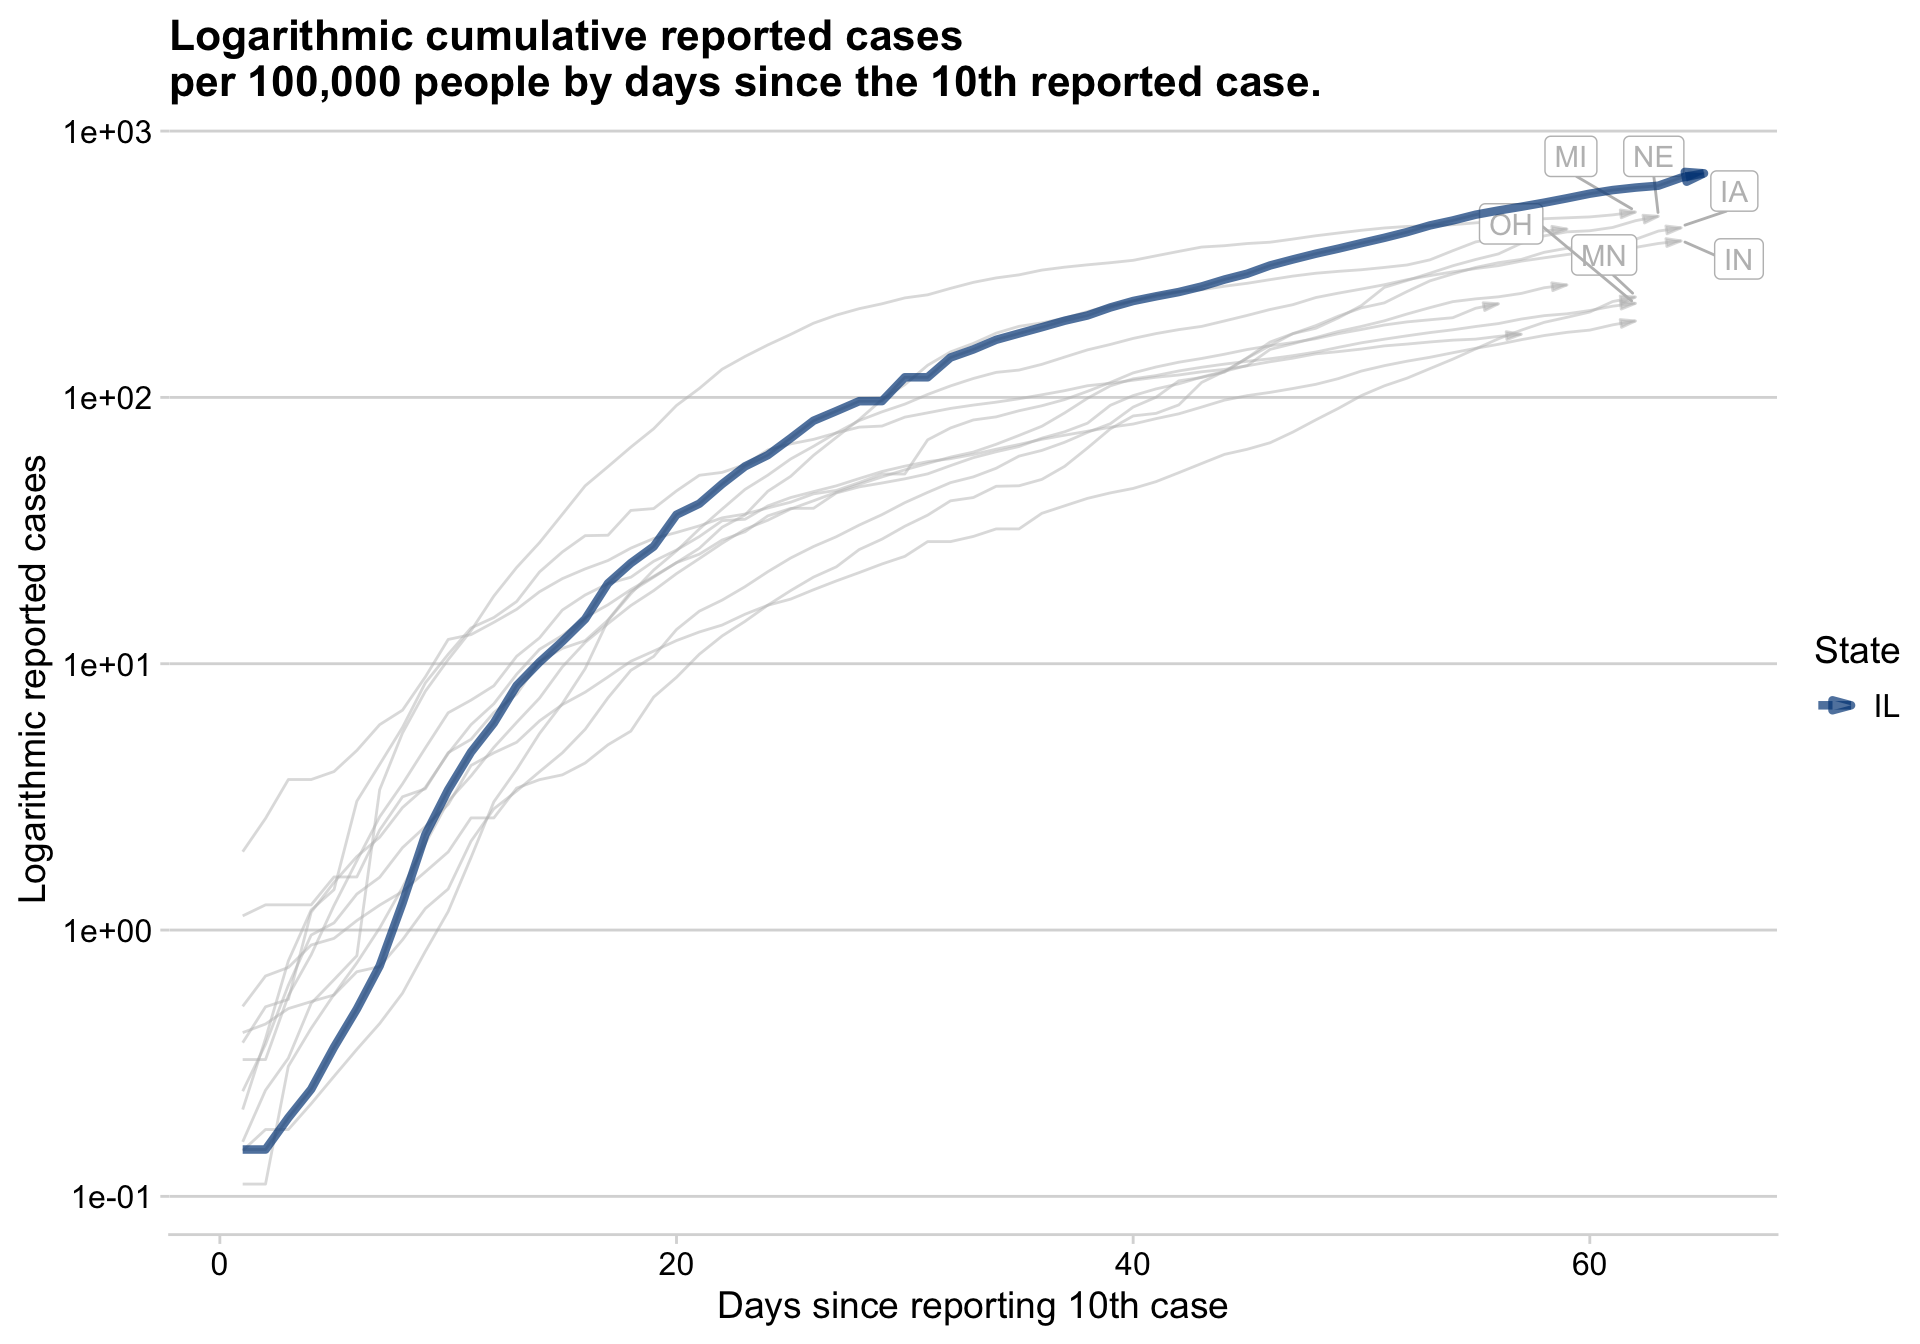 Logarithmic cumulative reported cases
per 100,000 people by days since the 10th reported case.
1e+03
1e+02
1e+01
1e+00
1e-01
Logarithmic reported cases
MI
NE
IA
OH
MN
IN
State
IL
0
20
40
60
Days since reporting 10th case